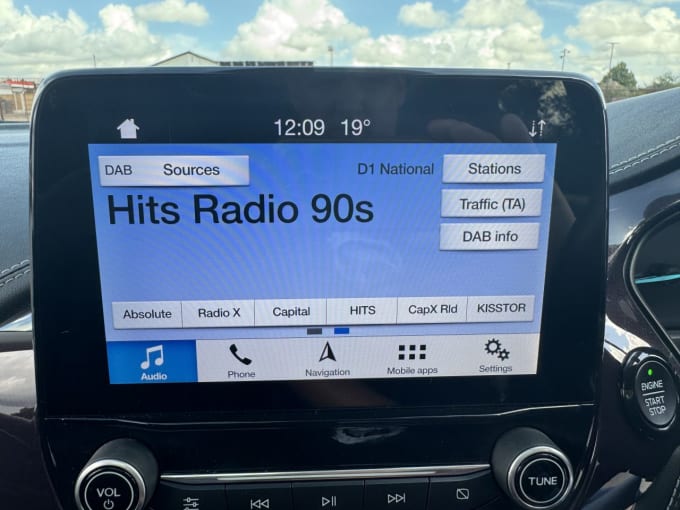 12:09 19°
DAB Sources D1 National Stations
Hits Radio 90s
Traffic (TA)
DAB info
Absolute Radio X Capital HITS CapX Rld KISSTOR
Audio Phone Navigation Mobile apps Settings
ENGINE
START
STOP
VOL
TUNE